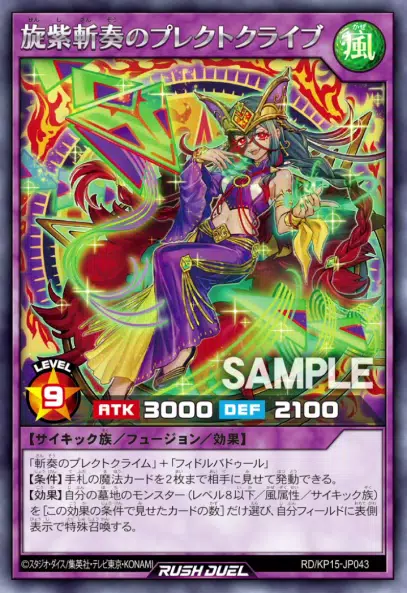 旋紫斬奏のプレクトクライブ
風
SAMPLE
LEVEL
9
ATK 3000 DEF 2100
【サイキック族／フュージョン／効果】
「斬奏のプレクトクライム」+「フィドルバドゥール」
【条件】手札の魔法カードを2枚まで相手に見せて発動できる。
【効果】自分の墓地のモンスター（レベル8以下／風属性／サイキック族）
を[この効果の条件で見せたカードの数]だけ選び、自分フィールドに表側
表示で特殊召喚する。
©スタジオ・ダイス/集英社・テレビ東京・KONAMI
RUSH DUEL
RD/KP15-JP043